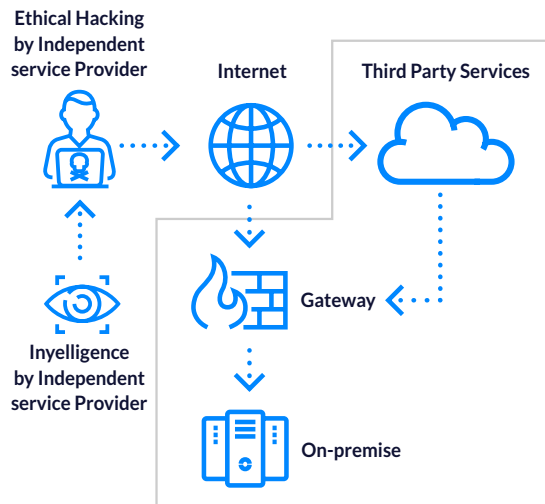 Ethical Hacking
by Independent
service Provider
Internet
Third Party Services
Gateway
Inyelligence
by Independent
service Provider
On-premise